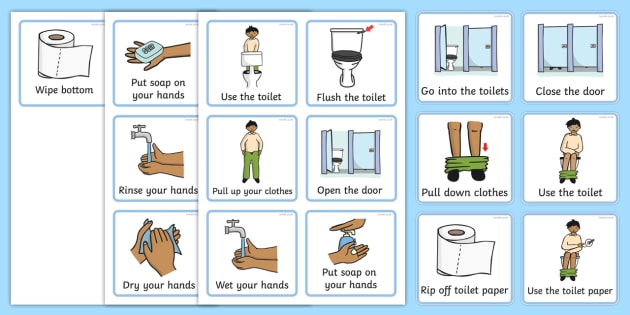 Wipe bottom
Put soap on
your hands
Rinse your hands
Dry your hands
Use the toilet
Flush the toilet
Pull up your clothes
Open the door
Wet your hands
Put soap on
your hands
Go into the toilets
Close the door
Pull down clothes
Use the toilet
Rip off toilet paper
Use the toilet paper